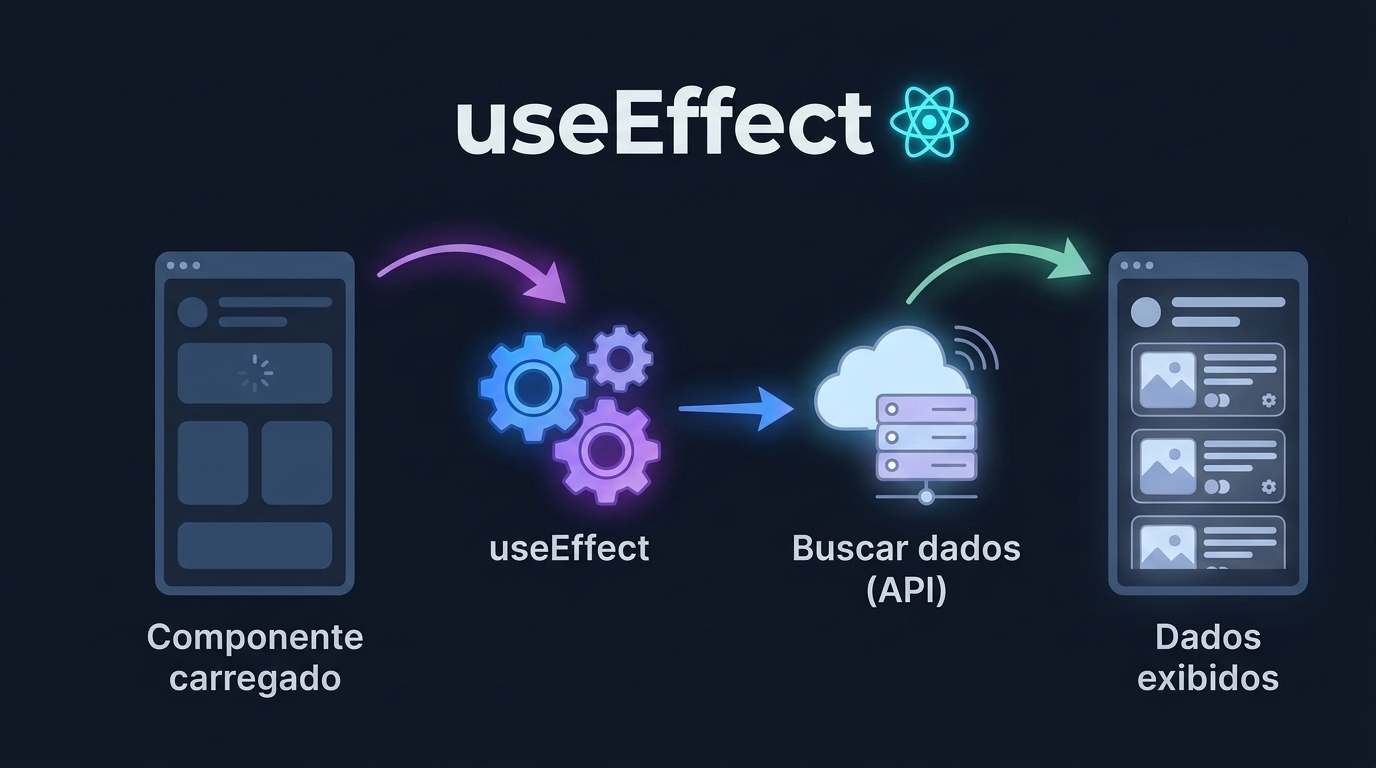 useEffect
useEffect
Buscar dados
(API)
Componente
carregado
Dados
exibidos